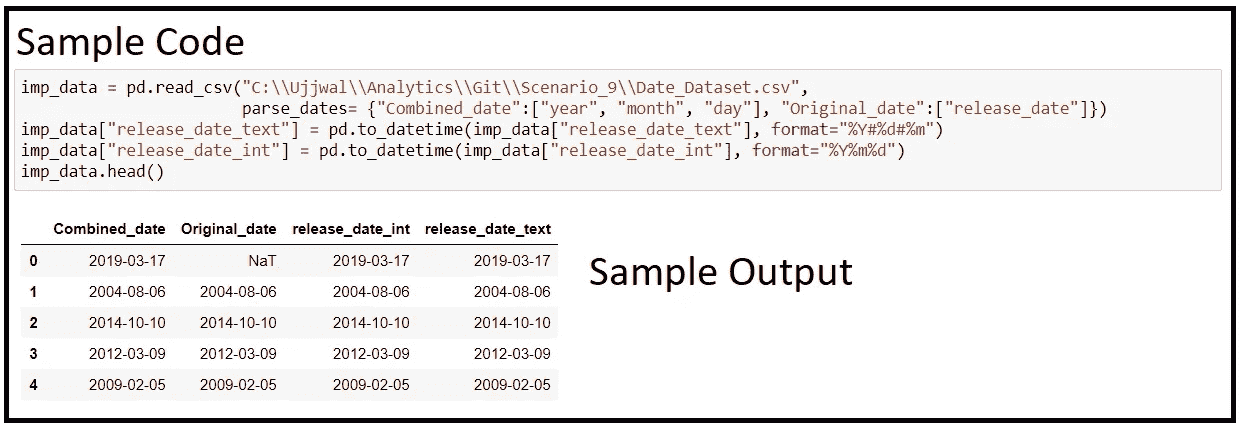 Sample Code
imp_data = pd.read_csv("C:\\Ujjwal\\Analytics\\Git\\Scenario_9\\Date_Dataset.csv",
parse_dates= {"Combined_date":["year", "month", "day"], "Original_date":["release_date"]})
imp_data["release_date_text"] = pd.to_datetime(imp_data["release_date_text"], format="%Y#%d#%m")
imp_data["release_date_int"] = pd.to_datetime(imp_data["release_date_int"], format="%Y%m%d")
imp_data.head()
Combined_date Original_date release_date_int release_date_text
0 2019-03-17 NaT 2019-03-17 2019-03-17
1 2004-08-06 2004-08-06 2004-08-06 2004-08-06
2 2014-10-10 2014-10-10 2014-10-10 2014-10-10
3 2012-03-09 2012-03-09 2012-03-09 2012-03-09
4 2009-02-05 2009-02-05 2009-02-05 2009-02-05
Sample Output